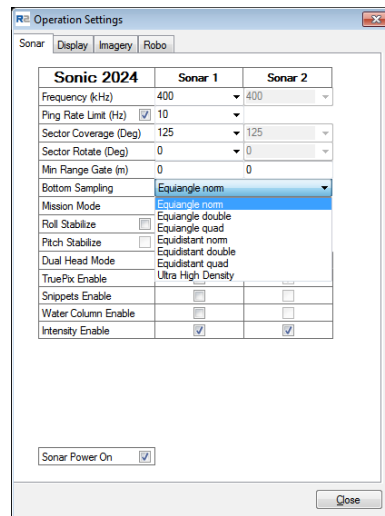 R2 Operation Settings
Sonar Display Imagery Robo
Sonic 2024 Sonar 1 Sonar 2
Frequency (kHz) 400 400
Ping Rate Limit (Hz) 10
Sector Coverage (Deg) 125 125
Sector Rotate (Deg) 0 0
Min Range Gate (m) 0 0
Bottom Sampling Equiangle norm
Mission Mode Equiangle norm
Equiangle double
Roll Stabilize Equiangle quad
Equidistant norm
Pitch Stabilize Equidistant double
Dual Head Mode Equidistant quad
Ultra High Density
TruePix Enable
Snippets Enable
Water Column Enable
Intensity Enable
Sonar Power On
Close